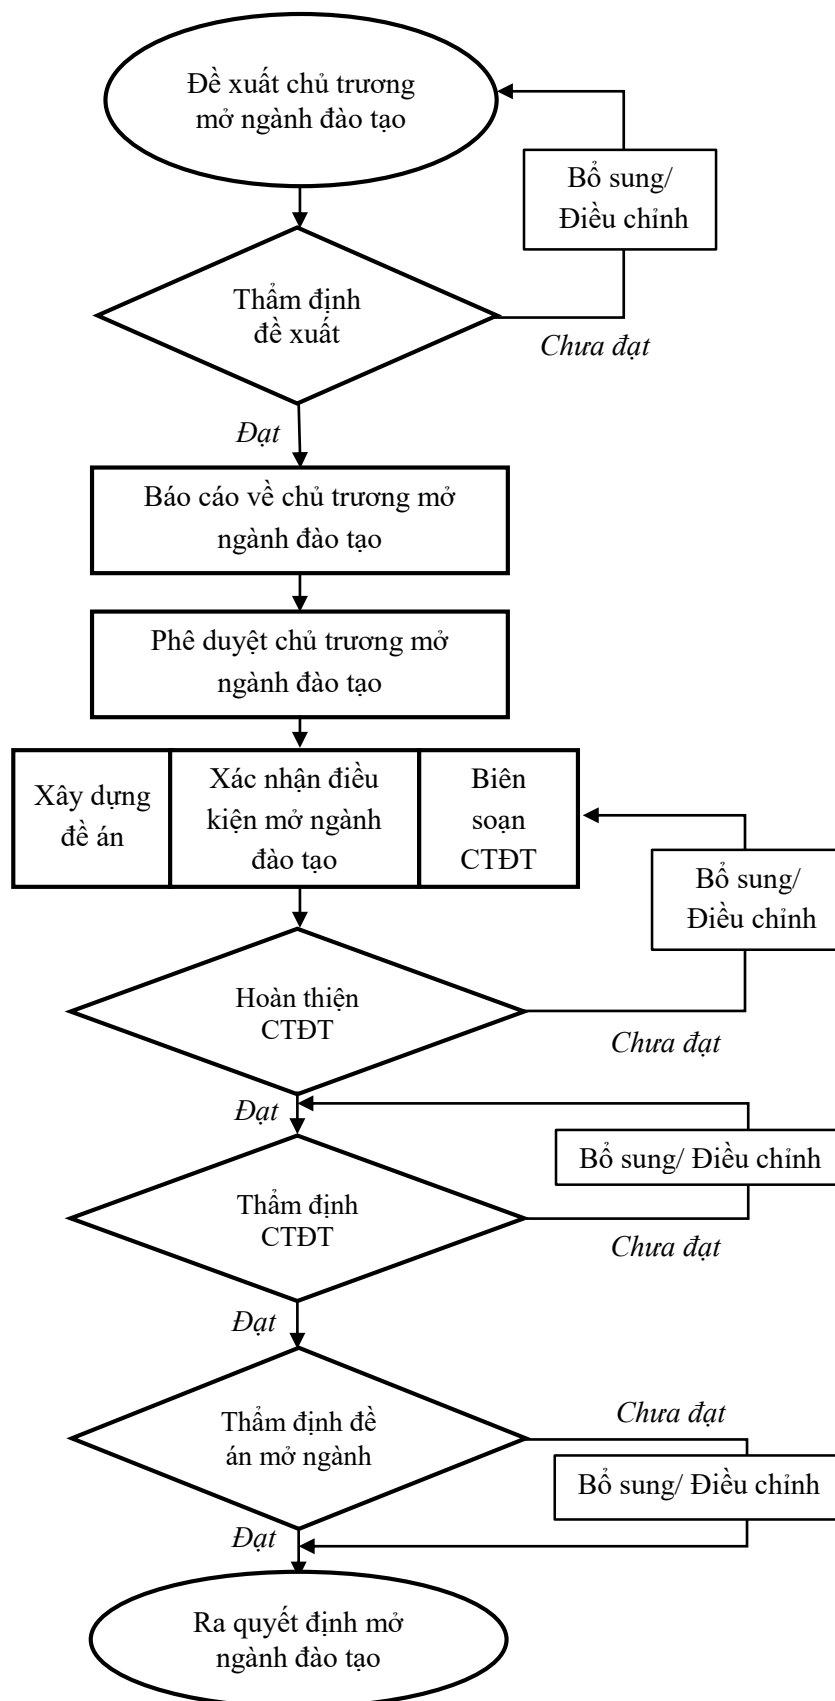 Đề xuất chủ trương
mở ngành đào tạo
Bổ sung/
Điều chỉnh
Thẩm định
đề xuất
Chưa đạt
Đạt
Báo cáo về chủ trương mở
ngành đào tạo
Phê duyệt chủ trương mở
ngành đào tạo
Xây dựng
đề án
Xác nhận điều
kiện mở ngành
đào tạo
Biên
soạn
CTĐT
Bổ sung/
Điều chỉnh
Hoàn thiện
CTĐT
Chưa đạt
Đạt
Bổ sung/ Điều chỉnh
Thẩm định
CTĐT
Chưa đạt
Đạt
Thẩm định đề
án mở ngành
Chưa đạt
Bổ sung/ Điều chỉnh
Đạt
Ra quyết định mở
ngành đào tạo